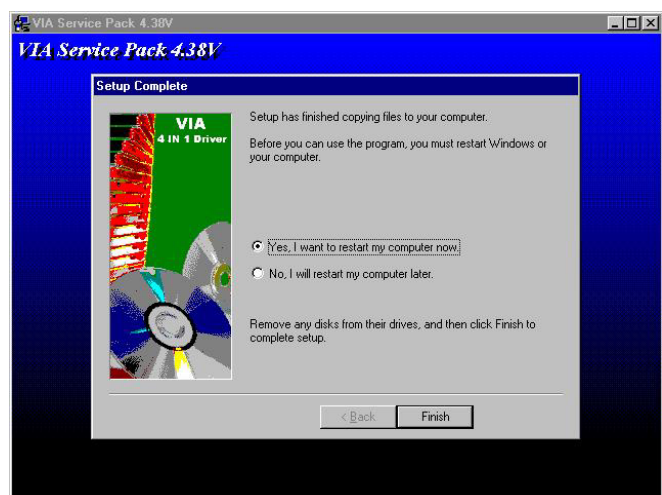 VIA Service Pack 4.38V
VIA Service Pack 4.38V
Setup Complete
VIA
4 IN 1 Driver
Setup has finished copying files to your computer.
Before you can use the program, you must restart Windows or
your computer.
Yes, I want to restart my computer now.
No, I will restart my computer later.
Remove any disks from their drives, and then click Finish to
complete setup.
< Back
Finish